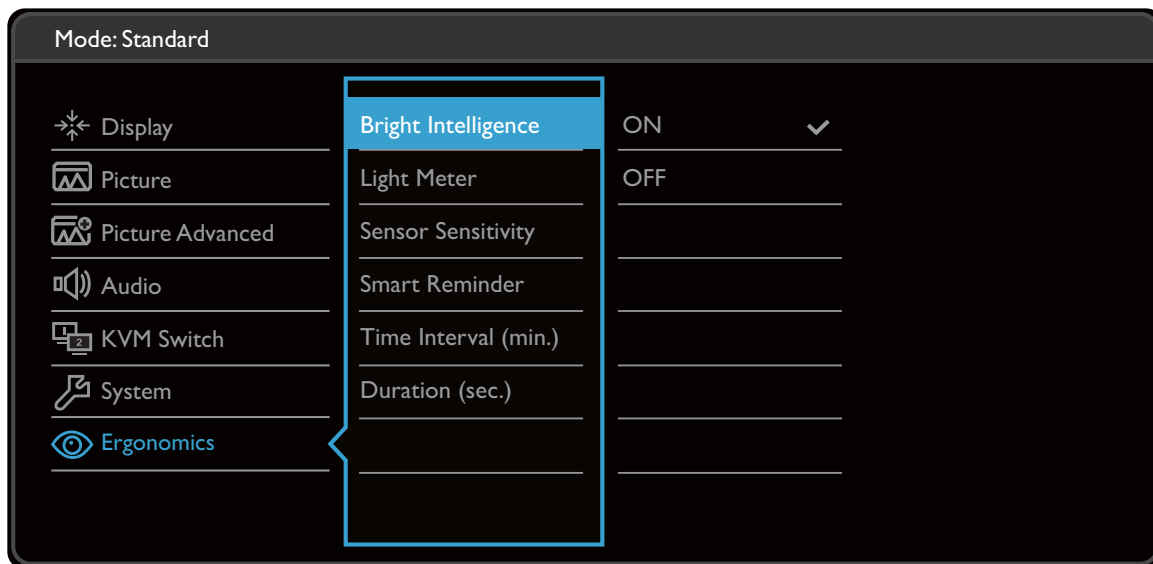 Mode: Standard
Display
Picture
Picture Advanced
Audio
KVM Switch
2
System
Ergonomics
Bright Intelligence
Light Meter
Sensor Sensitivity
Smart Reminder
Time Interval (min.)
Duration (sec.)
ON
OFF